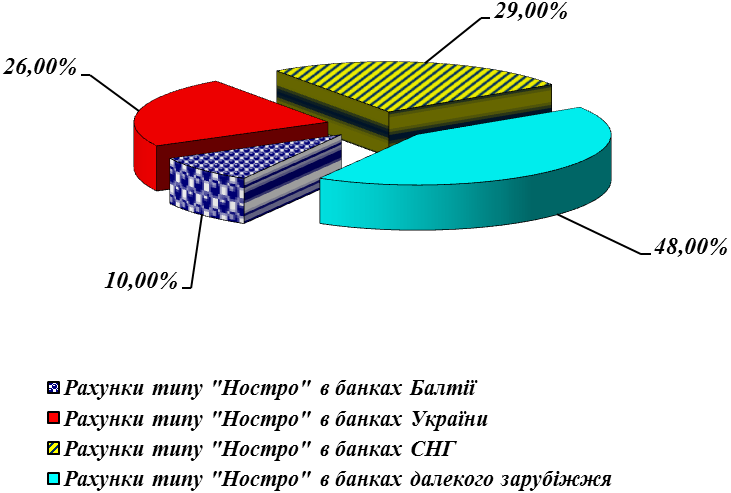 29,00%
26,00%
48,00%
10,00%
Рахунки типу "Ностро" в банках Балтії
Рахунки типу "Ностро" в банках України
Рахунки типу "Ностро" в банках СНГ
Рахунки типу "Ностро" в банках далекого зарубіжжя